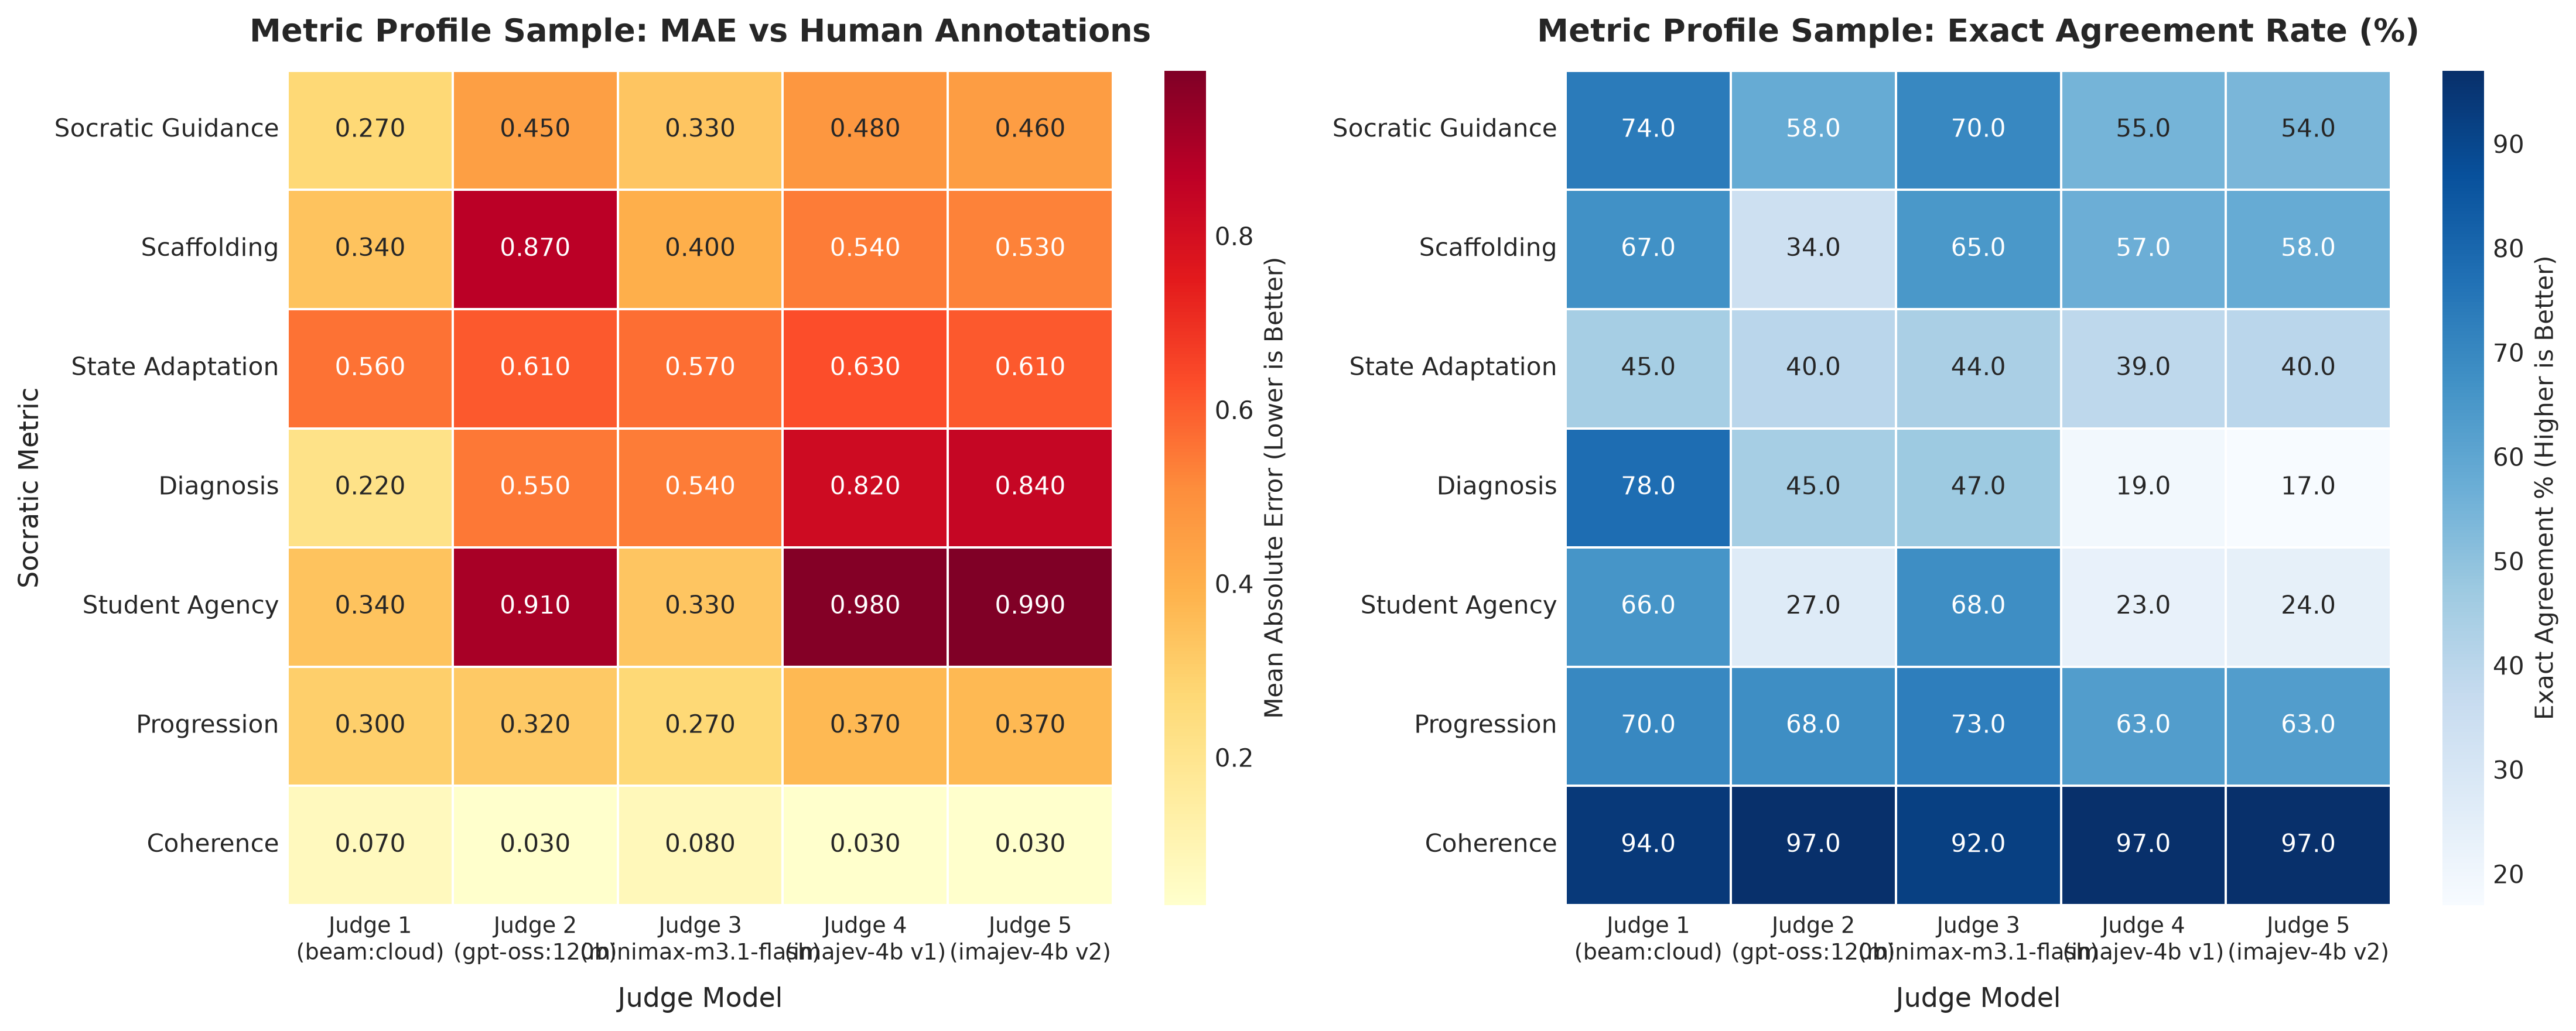 Metric Profile Sample: MAE vs Human Annotations
Socratic Metric
Socratic Guidance 0.270 0.450 0.330 0.480 0.460
Scaffolding 0.340 0.870 0.400 0.540 0.530
State Adaptation 0.560 0.610 0.570 0.630 0.610
Diagnosis 0.220 0.550 0.540 0.820 0.840
Student Agency 0.340 0.910 0.330 0.980 0.990
Progression 0.300 0.320 0.270 0.370 0.370
Coherence 0.070 0.030 0.080 0.030 0.030
Judge 1 Judge 2 Judge 3 Judge 4 Judge 5
(beam:cloud) (gpt-oss:120b) (minimax-m3.1-flash) (imajev-4b v1) (imajev-4b v2)
Judge Model
0.8
0.6
0.4
0.2
Mean Absolute Error (Lower is Better)
Metric Profile Sample: Exact Agreement Rate (%)
Socratic Guidance 74.0 58.0 70.0 55.0 54.0
Scaffolding 67.0 34.0 65.0 57.0 58.0
State Adaptation 45.0 40.0 44.0 39.0 40.0
Diagnosis 78.0 45.0 47.0 19.0 17.0
Student Agency 66.0 27.0 68.0 23.0 24.0
Progression 70.0 68.0 73.0 63.0 63.0
Coherence 94.0 97.0 92.0 97.0 97.0
Judge 1 Judge 2 Judge 3 Judge 4 Judge 5
(beam:cloud) (gpt-oss:120b) (minimax-m3.1-flash) (imajev-4b v1) (imajev-4b v2)
Judge Model
90
80
70
60
50
40
30
20
Exact Agreement % (Higher is Better)